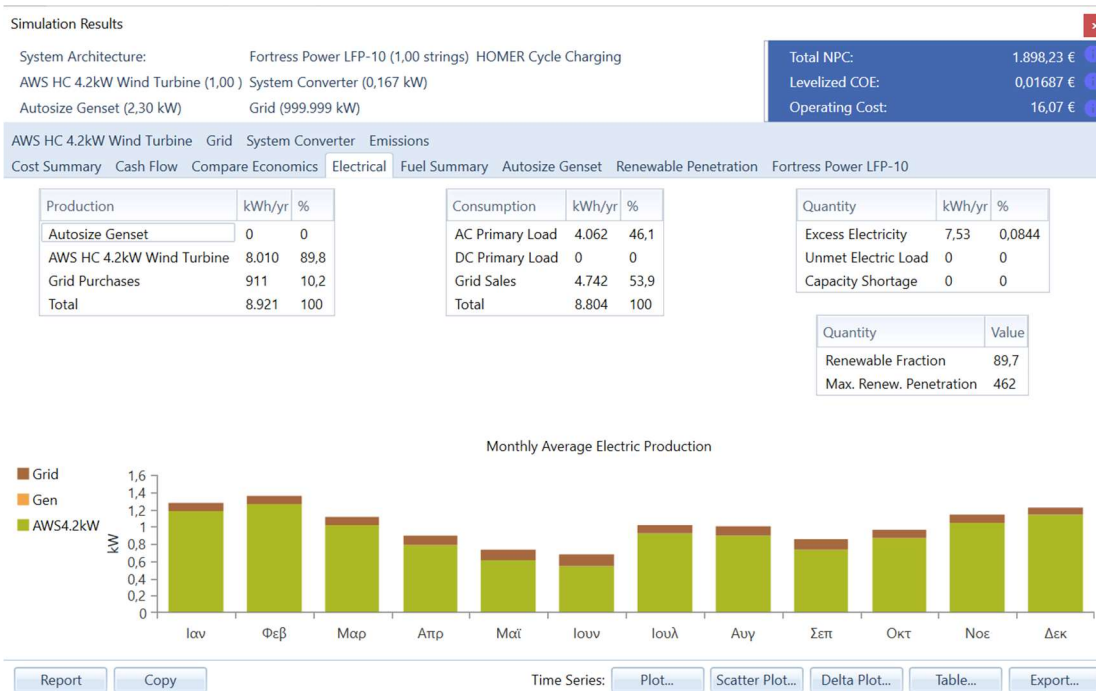 Simulation Results
System Architecture: Fortress Power LFP-10 (1,00 strings) HOMER Cycle Charging
AWS HC 4.2kW Wind Turbine (1,00 ) System Converter (0,167 kW)
Autosize Genset (2,30 kW) Grid (999.999 kW)
Total NPC: 1.898,23 €
Levelized COE: 0,01687 €
Operating Cost: 16,07 €
AWS HC 4.2kW Wind Turbine Grid System Converter Emissions
Cost Summary Cash Flow Compare Economics Electrical Fuel Summary Autosize Genset Renewable Penetration Fortress Power LFP-10
Production kWh/yr %
Autosize Genset 0 0
AWS HC 4.2kW Wind Turbine 8.010 89,8
Grid Purchases 911 10,2
Total 8.921 100
Consumption kWh/yr %
AC Primary Load 4.062 46,1
DC Primary Load 0 0
Grid Sales 4.742 53,9
Total 8.804 100
Quantity kWh/yr %
Excess Electricity 7,53 0,0844
Unmet Electric Load 0 0
Capacity Shortage 0 0
Quantity Value
Renewable Fraction 89,7
Max. Renew. Penetration 462
Monthly Average Electric Production
Grid
Gen
AWS4.2kW
kW
1,6
1,4
1,2
1
0,8
0,6
0,4
0,2
0
Ιαν Φεβ Μαρ Απρ Μαϊ Ιουν Ιουλ Αυγ Σεπ Οκτ Νοε Δεκ
Report Copy Time Series: Plot... Scatter Plot... Delta Plot... Table... Export...